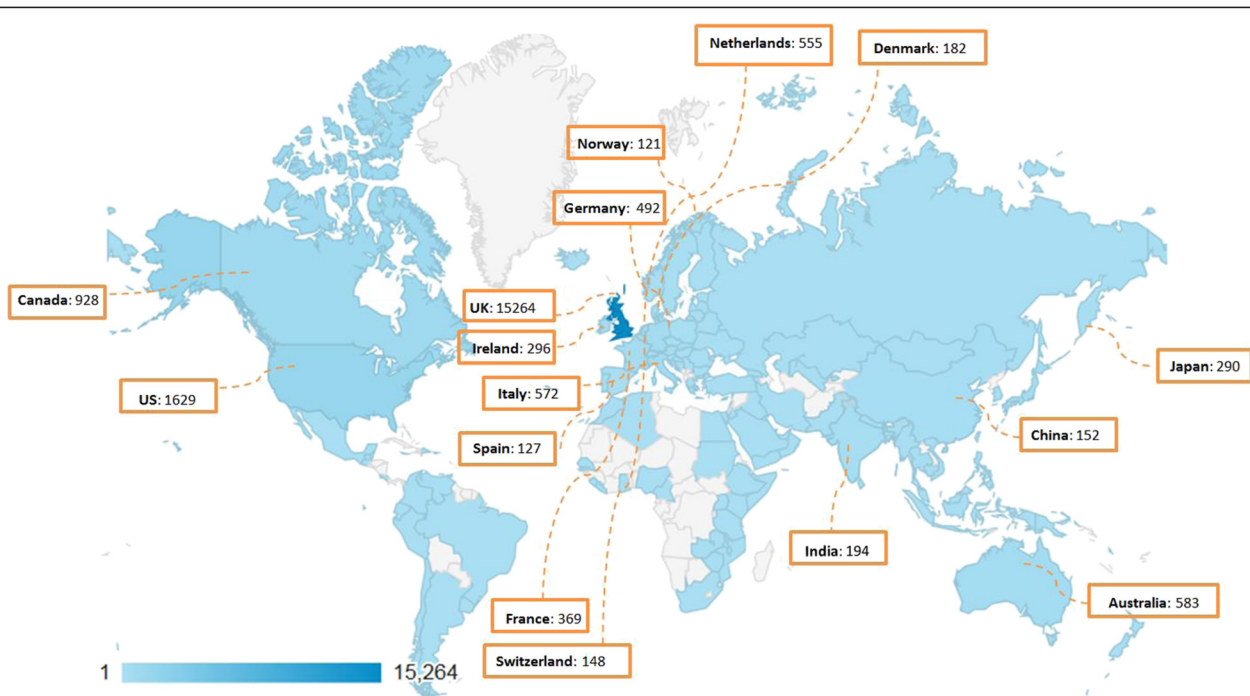 Netherlands: 555
Denmark: 182
Norway: 121
Germany: 492
Canada: 928
UK: 15264
Ireland: 296
Japan: 290
US: 1629
Italy: 572
China: 152
Spain: 127
India: 194
Australia: 583
France: 369
Switzerland: 148
1 15,264